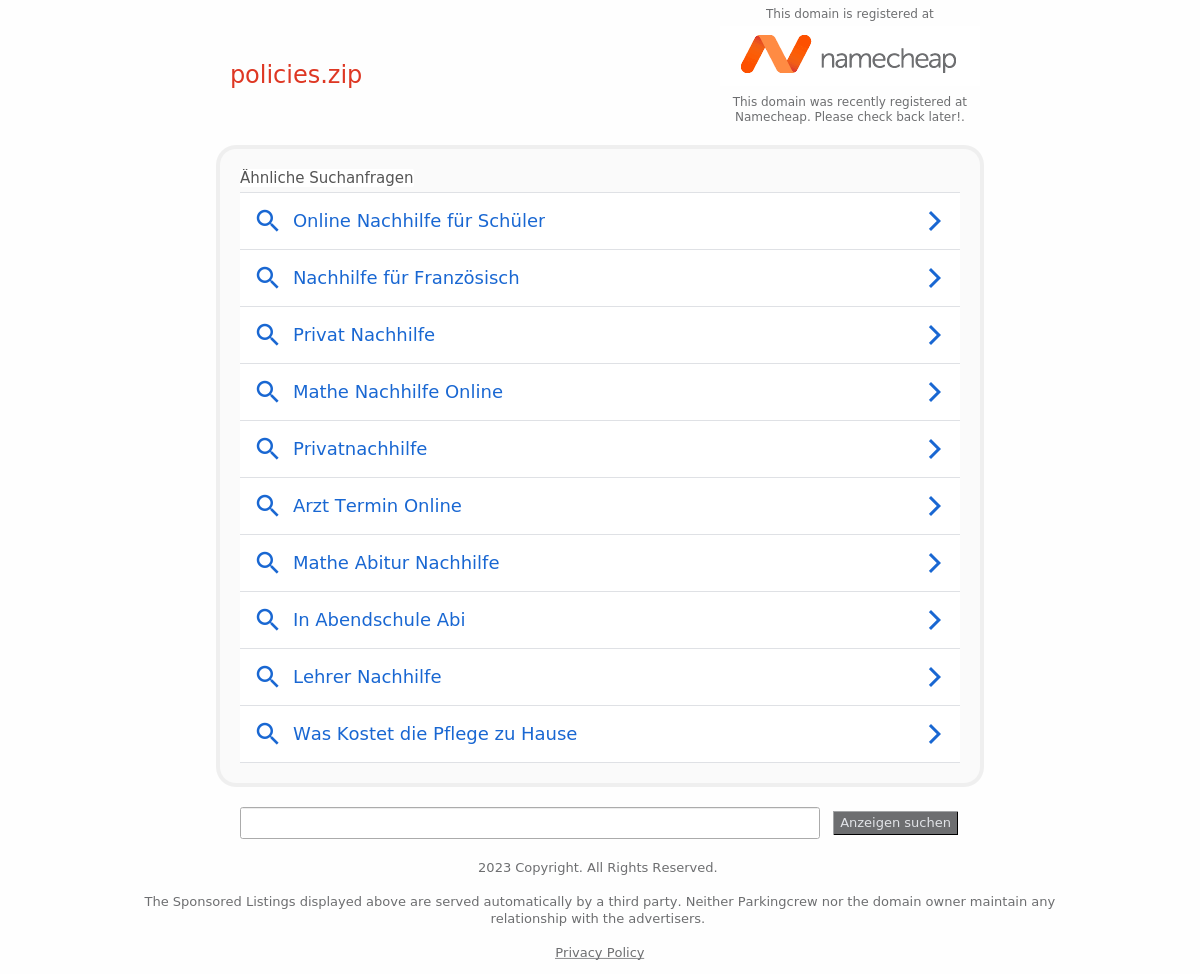 This domain is registered at
namecheap
policies.zip
This domain was recently registered at
Namecheap. Please check back later!.
Ähnliche Suchanfragen
Online Nachhilfe für Schüler
Nachhilfe für Französisch
Privat Nachhilfe
Mathe Nachhilfe Online
Privatnachhilfe
Arzt Termin Online
Mathe Abitur Nachhilfe
In Abendschule Abi
Lehrer Nachhilfe
Was Kostet die Pflege zu Hause
Anzeigen suchen
2023 Copyright. All Rights Reserved.
The Sponsored Listings displayed above are served automatically by a third party. Neither Parkingcrew nor the domain owner maintain any
relationship with the advertisers.
Privacy Policy